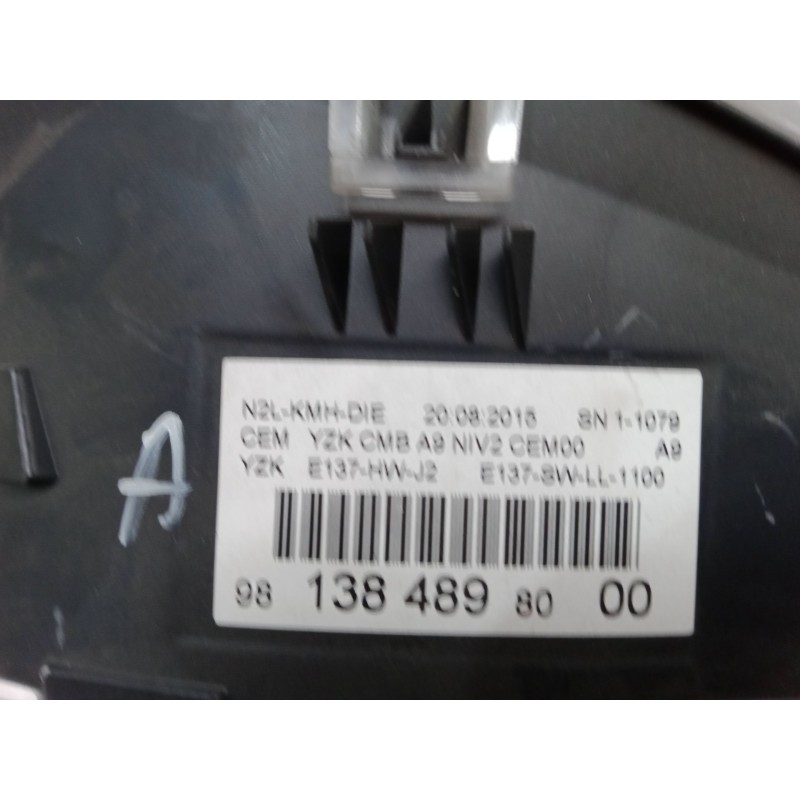 N2L-KMH-DIE 20:08:2015 SN 1-1079
CEM YZK CMB A9 NIV2 CEM00 A9
YZK E137-HW-J2 E137-SW-LL-1100
98 138 489 80 00
A